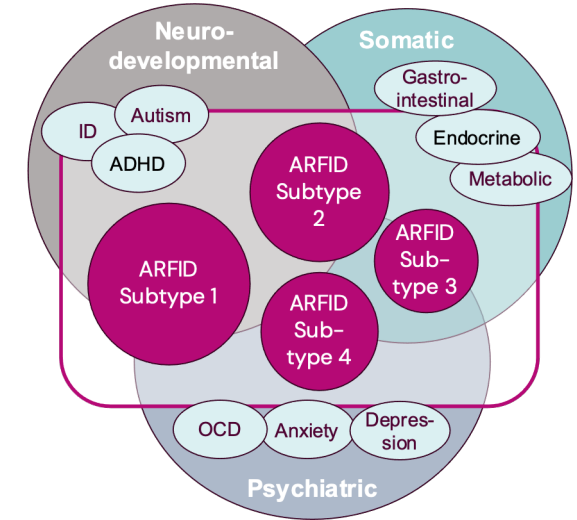 Neuro-
developmental
Somatic
Gastro-
intestinal
Autism
ID
Endocrine
ADHD
Metabolic
ARFID
Subtype
2
ARFID
Sub-
type 3
ARFID
Subtype 1
ARFID
Sub-
type 4
OCD
Anxiety
Depres-
sion
Psychiatric